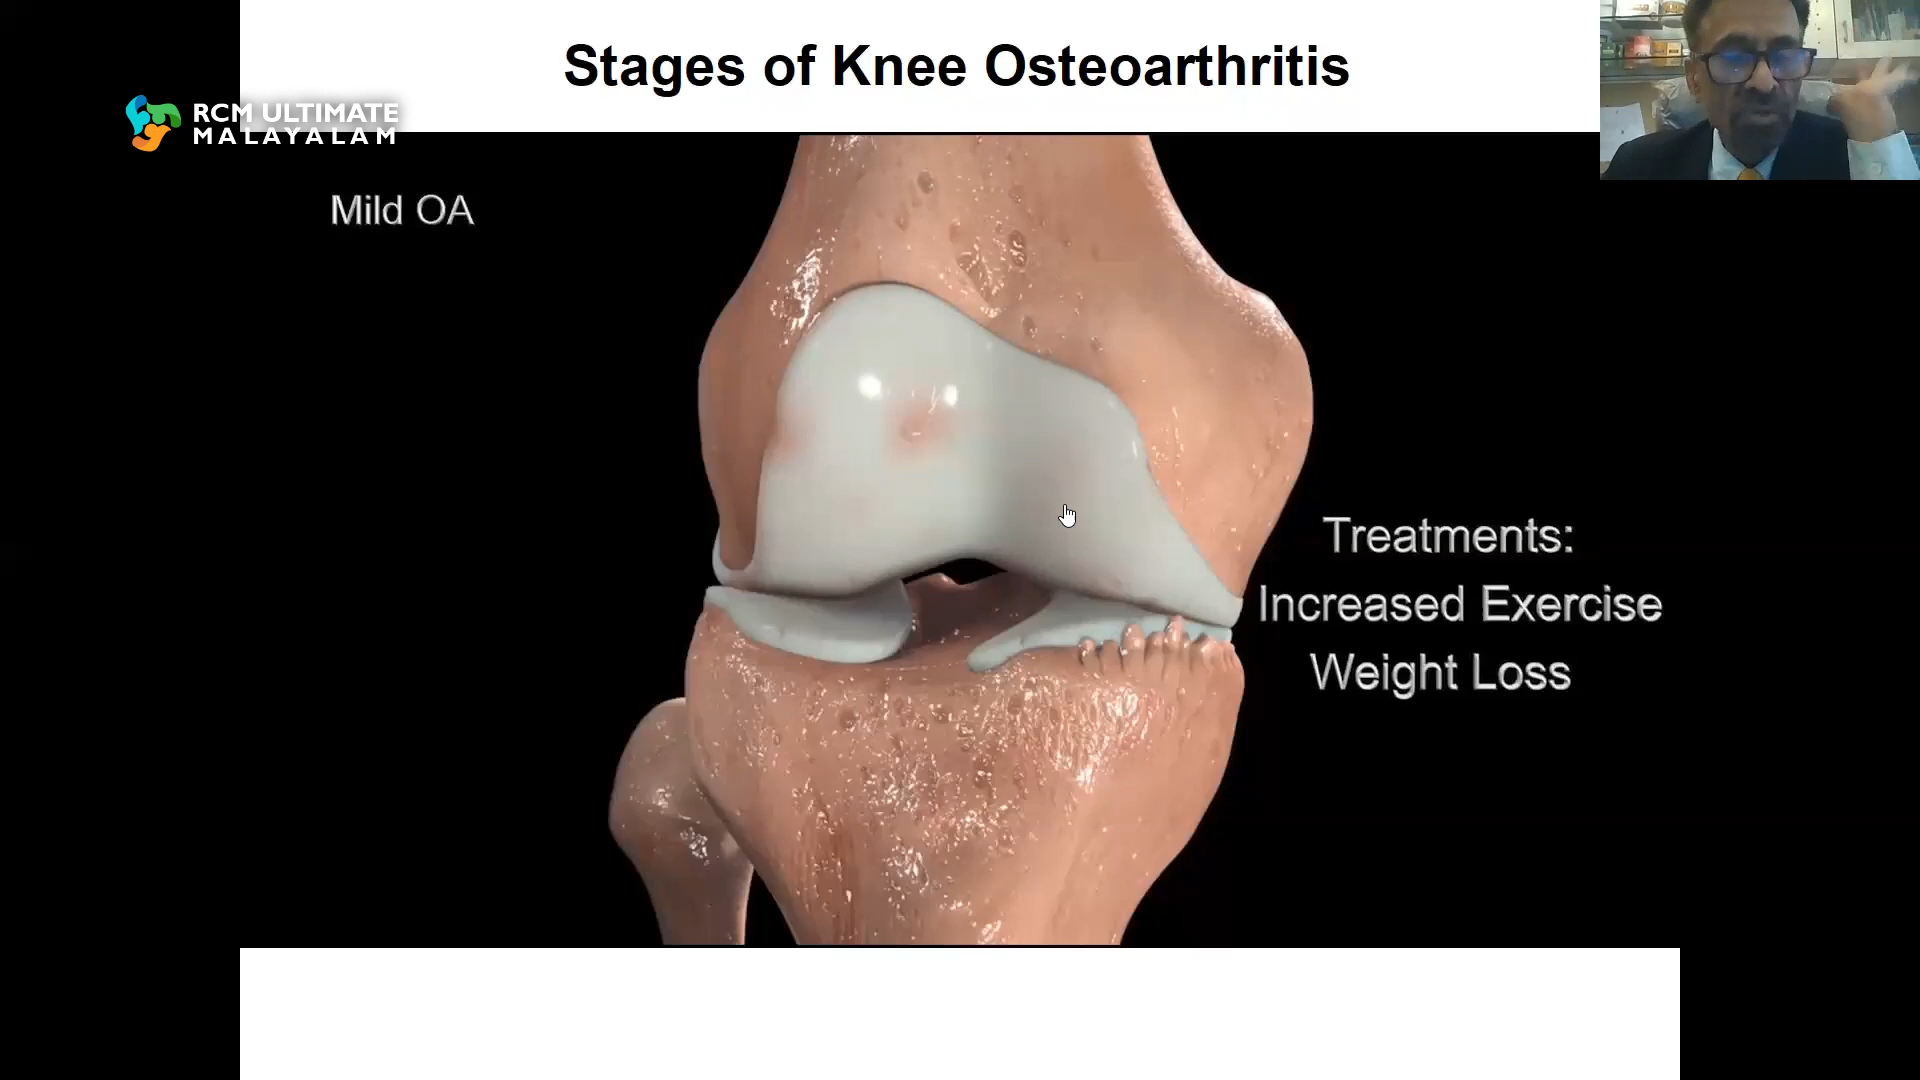 Stages of Knee Osteoarthritis
RCM ULTIMATE
MALAYALAM
Mild OA
Treatments:
Increased Exercise
Weight Loss